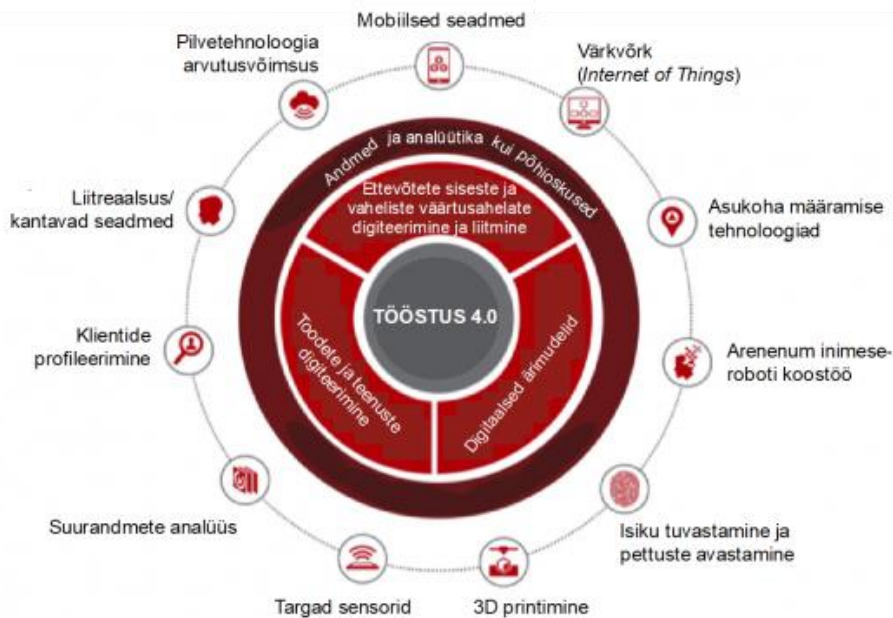 Mobiilsed seadmed
Värkvõrk
(Internet of Things)
Asukoha määramise
tehnoloogiad
Arenenum inimese-
roboti koostöö
Isiku tuvastamine ja
pettuste avastamine
3D printimine
Targad sensorid
Suurandmete analüüs
Klientide
profileerimine
Liitreaalsus/
kantavad seadmed
Pilvetehnoloogia
arvutusvõimsus
Andmed ja analüütika kui põhioskused
Ettevõtete siseste ja
vaheliste väärtusahelate
digiteerimine ja liitmine
Digitaalsed ärimudelid
Toodete ja teenuste
digiteerimine
TÖÖSTUS 4.0